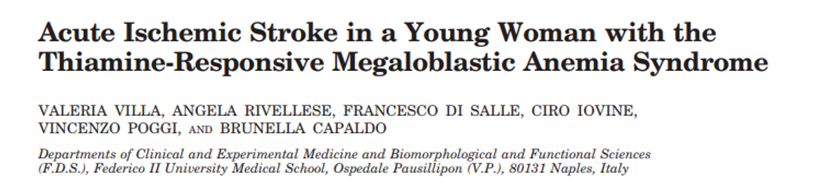 Acute Ischemic Stroke in a Young Woman with the
Thiamine-Responsive Megaloblastic Anemia Syndrome
VALERIA VILLA, ANGELA RIVELLESE, FRANCESCO DI SALLE, CIRO IOVINE,
VINCENZO POGGI, AND BRUNELLA CAPALDO
Departments of Clinical and Experimental Medicine and Biomorphological and Functional Sciences
(F.D.S.), Federico II University Medical School, Ospedale Pausillipon (V.P.), 80131 Naples, Italy